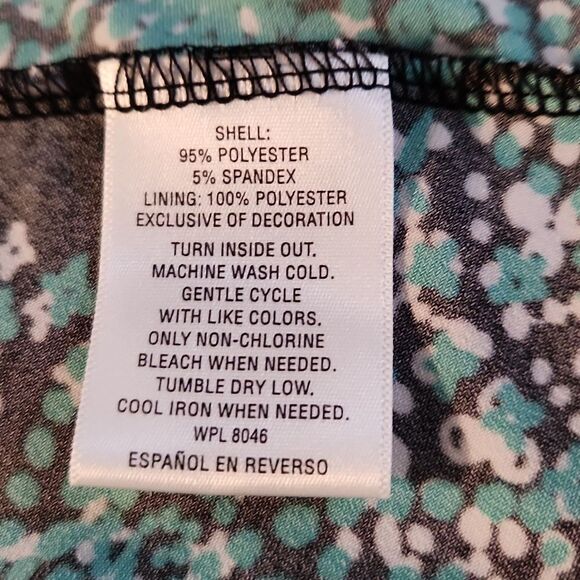 SHELL:
95% POLYESTER
5% SPANDEX
LINING: 100% POLYESTER
EXCLUSIVE OF DECORATION
TURN INSIDE OUT.
MACHINE WASH COLD.
GENTLE CYCLE
WITH LIKE COLORS.
ONLY NON-CHLORINE
BLEACH WHEN NEEDED.
TUMBLE DRY LOW.
COOL IRON WHEN NEEDED.
WPL 8046
ESPAÑOL EN REVERSO